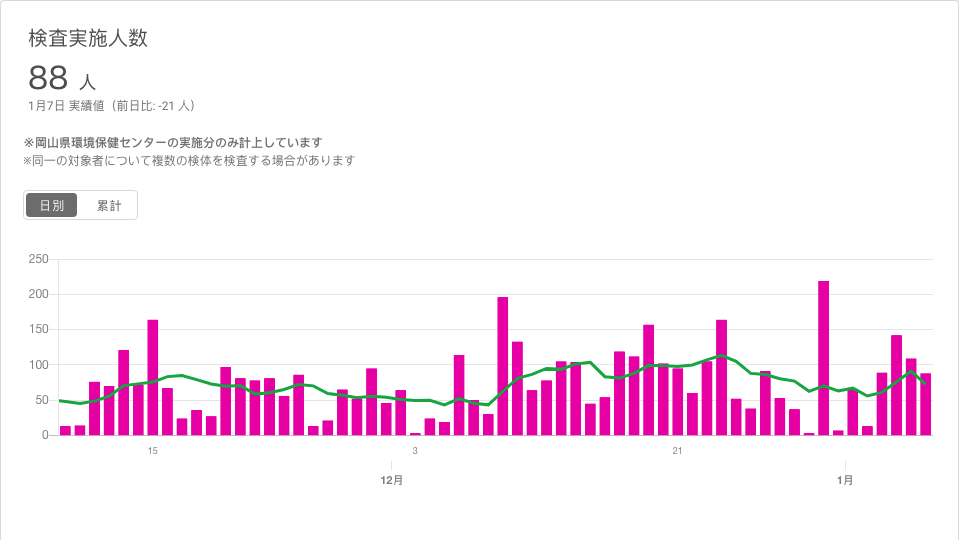 検査実施人数
88 人
1月7日 実績値（前日比: -21 人）
※岡山県環境保健センターの実施分のみ計上しています
※同一の対象者について複数の検体を検査する場合があります
日別 累計
250
200
150
100
50
0
15 3 21
12月 1月